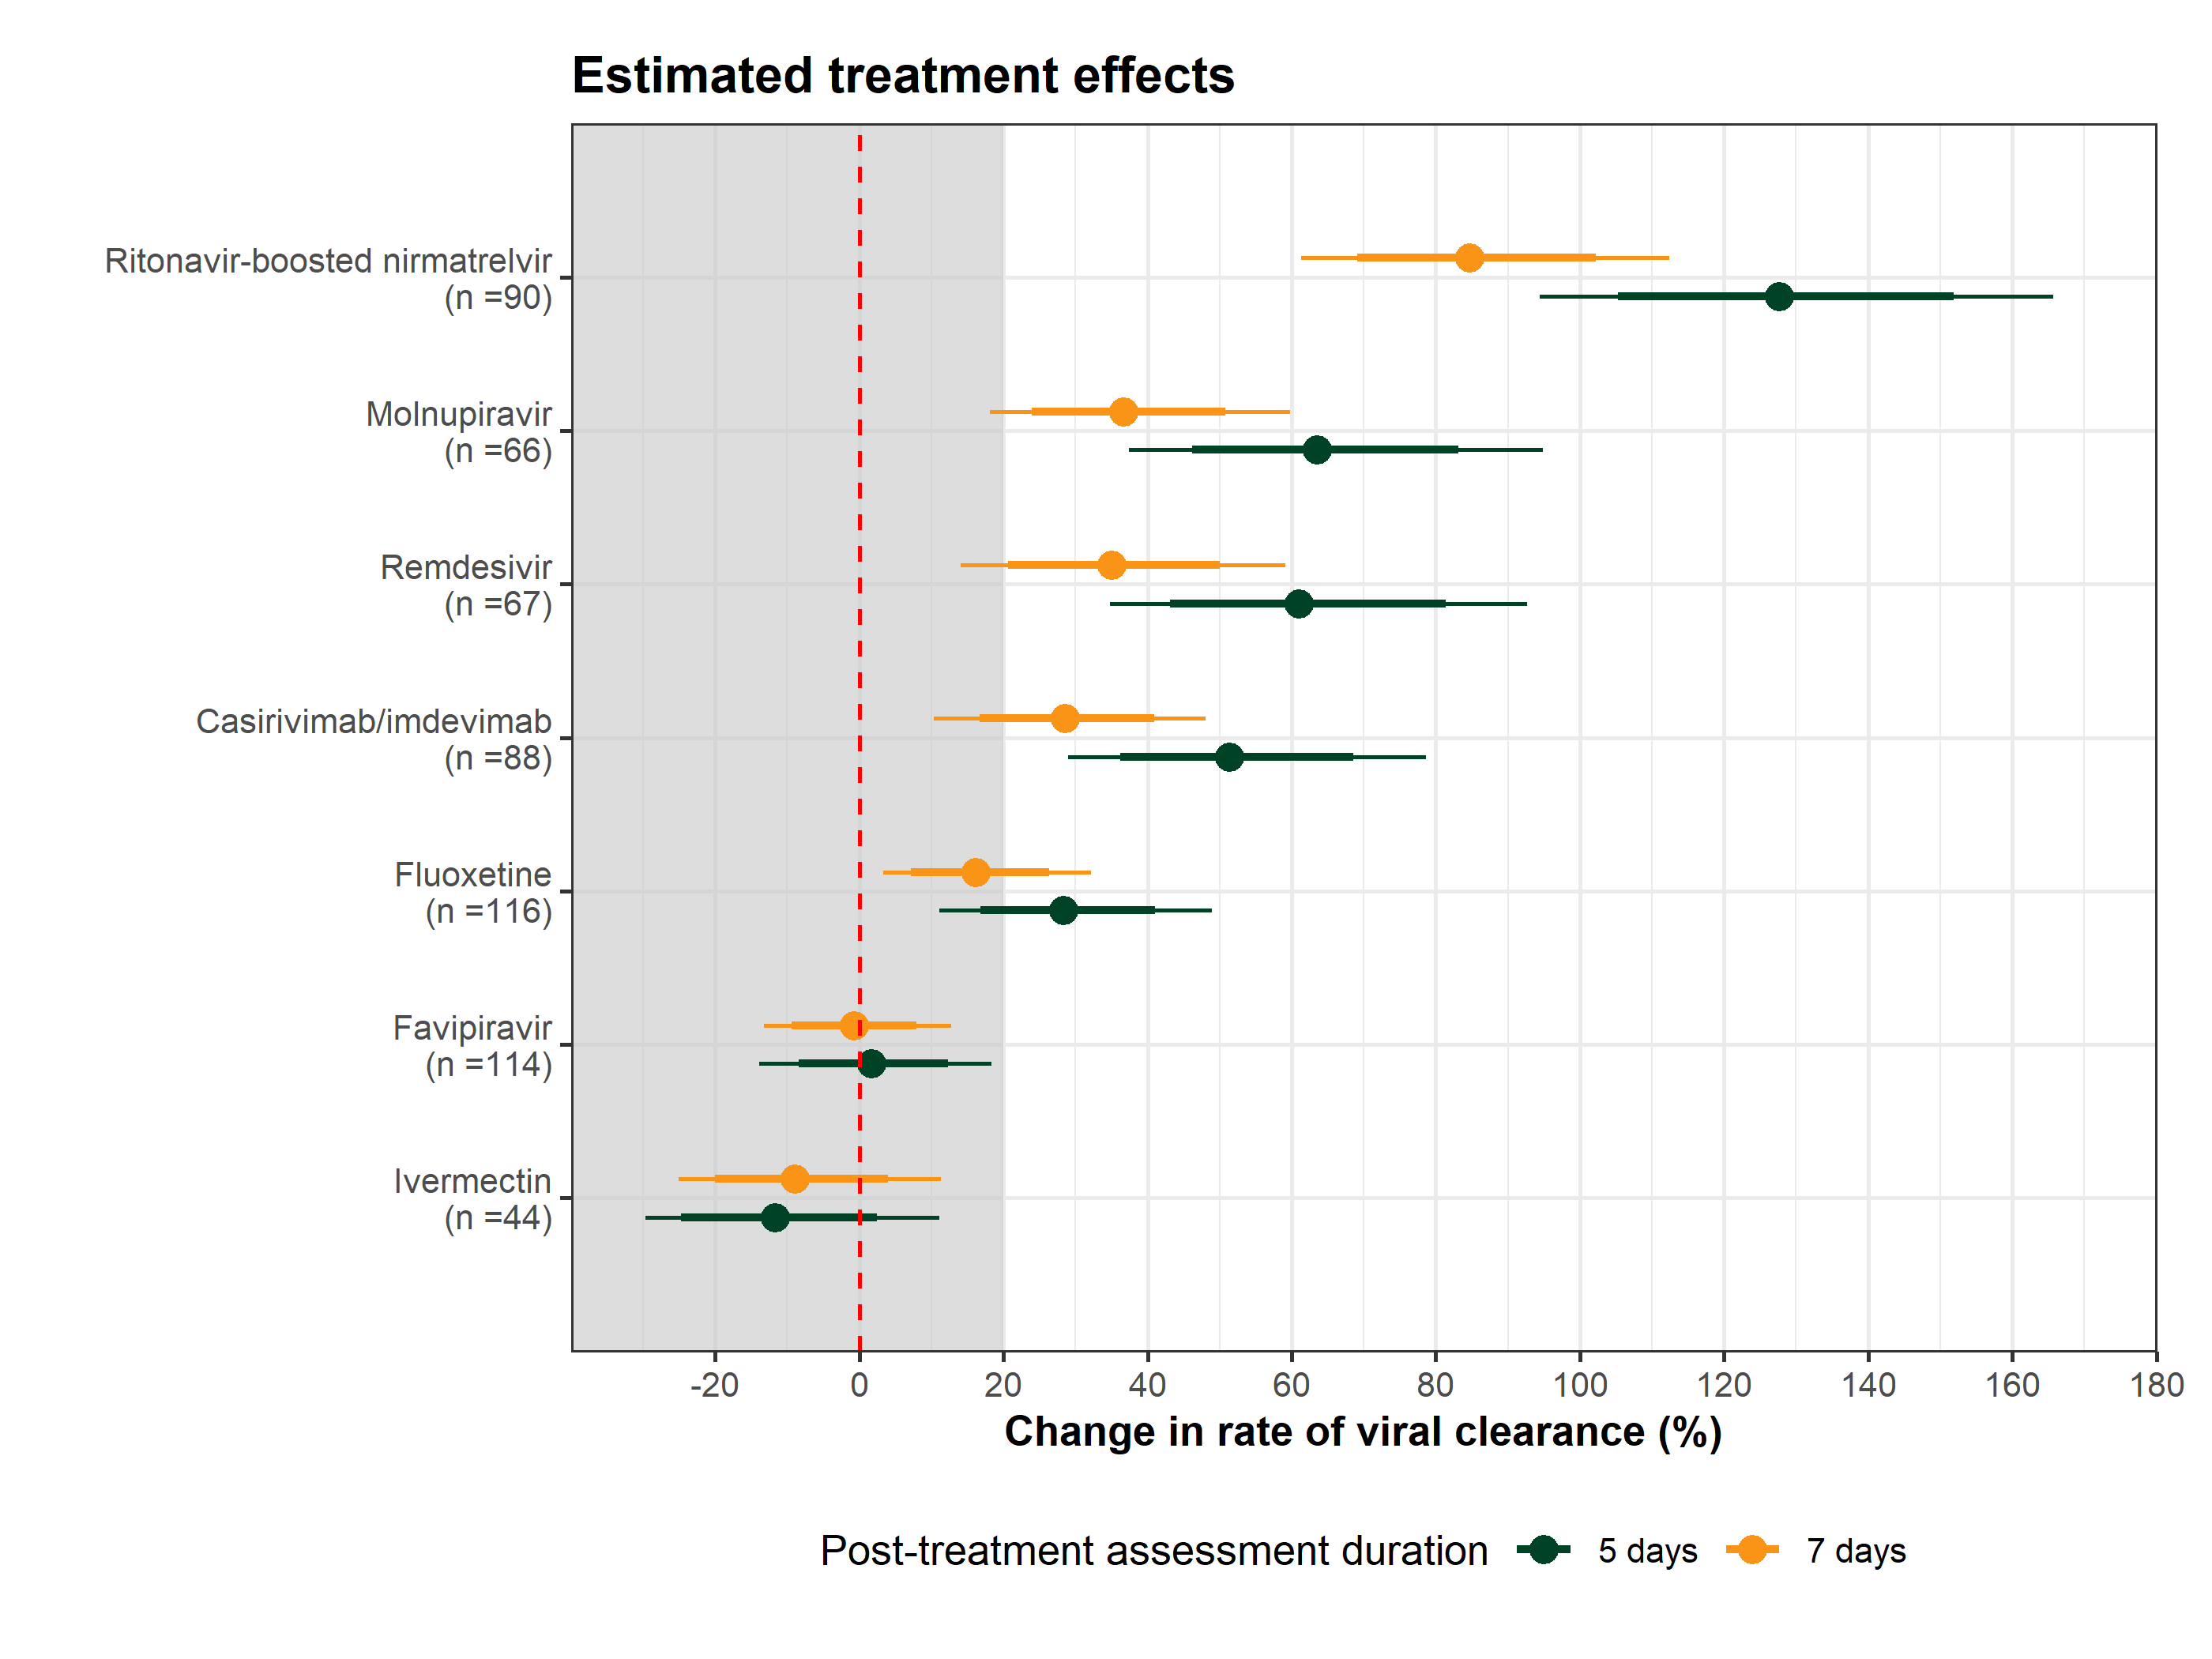 Estimated treatment effects
Ritonavir-boosted nirmatrelvir
(n =90)
Molnupiravir
(n =66)
Remdesivir
(n =67)
Casirivimab/imdevimab
(n =88)
Fluoxetine
(n =116)
Favipiravir
(n =114)
Ivermectin
(n =44)
-20 0 20 40 60 80 100 120 140 160 180
Change in rate of viral clearance (%)
Post-treatment assessment duration 5 days 7 days